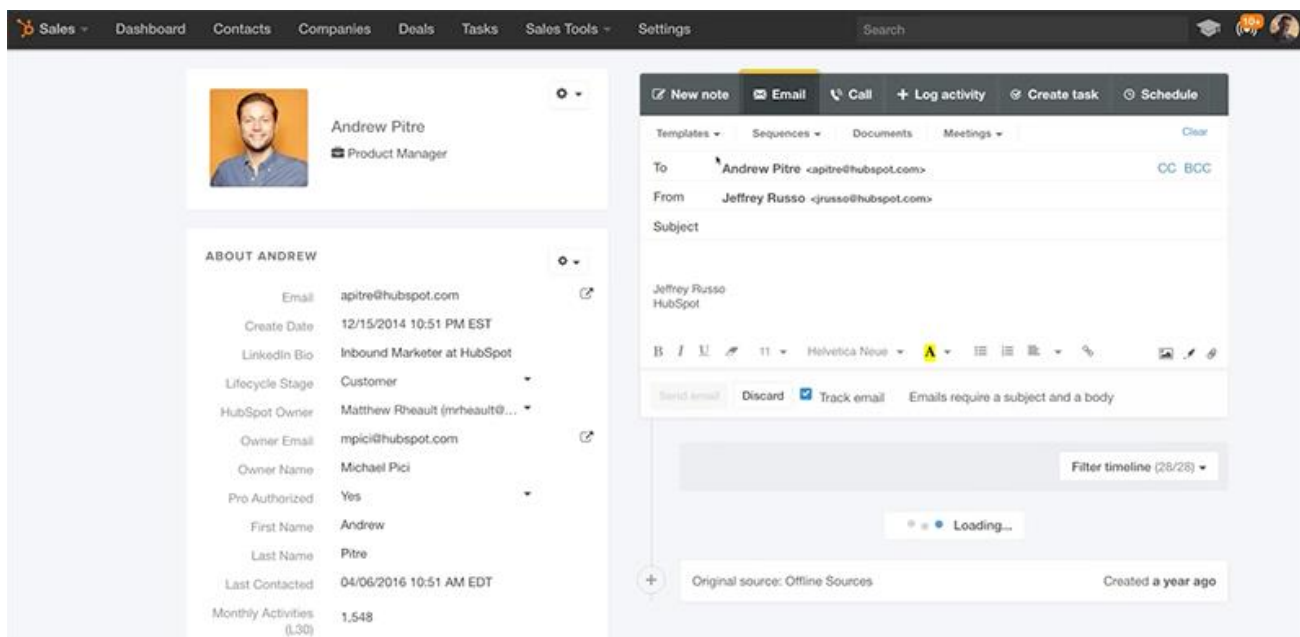 Sales Dashboard Contacts Companies Deals Tasks Sales Tools Settings Search 10+
Andrew Pitre
Product Manager
ABOUT ANDREW
Email apitre@hubspot.com
Create Date 12/15/2014 10:51 PM EST
LinkedIn Bio Inbound Marketer at HubSpot
Lifecycle Stage Customer
HubSpot Owner Matthew Rheault (mrheault@...
Owner Email mpici@hubspot.com
Owner Name Michael Pici
Pro Authorized Yes
First Name Andrew
Last Name Pitre
Last Contacted 04/06/2016 10:51 AM EDT
Monthly Activities 1,548
(L30)
New note Email Call + Log activity Create task Schedule
Templates Sequences Documents Meetings Clear
To Andrew Pitre <apitre@hubspot.com> CC BCC
From Jeffrey Russo <jrusso@hubspot.com>
Subject
Jeffrey Russo
HubSpot
B I U 11 Helvetica Neue A
Send email Discard Track email Emails require a subject and a body
Filter timeline (28/28)
Loading...
Original source: Offline Sources Created a year ago